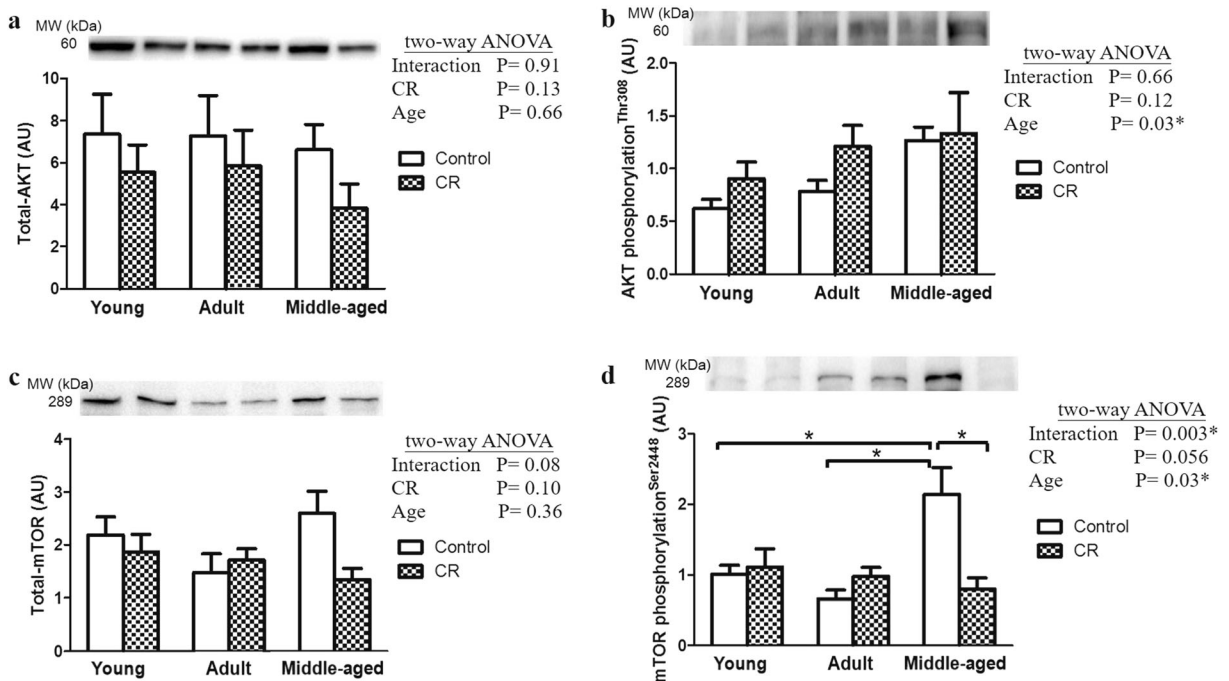 a
MW (kDa)
60
two-way ANOVA
Interaction P= 0.91
CR P= 0.13
Age P= 0.66
Total-AKT (AU)
10
8
6
4
2
0
Control
CR
Young Adult Middle-aged
b
MW (kDa)
60
two-way ANOVA
Interaction P= 0.66
CR P= 0.12
Age P= 0.03*
AKT phosphorylationThr308 (AU)
2.0
1.5
1.0
0.5
0.0
Control
CR
Young Adult Middle-aged
c
MW (kDa)
289
two-way ANOVA
Interaction P= 0.08
CR P= 0.10
Age P= 0.36
Total-mTOR (AU)
4
3
2
1
0
Control
CR
Young Adult Middle-aged
d
MW (kDa)
289
two-way ANOVA
Interaction P= 0.003*
CR P= 0.056
Age P= 0.03*
mTOR phosphorylationSer2448 (AU)
3
2
1
0
*
*
*
Control
CR
Young Adult Middle-aged